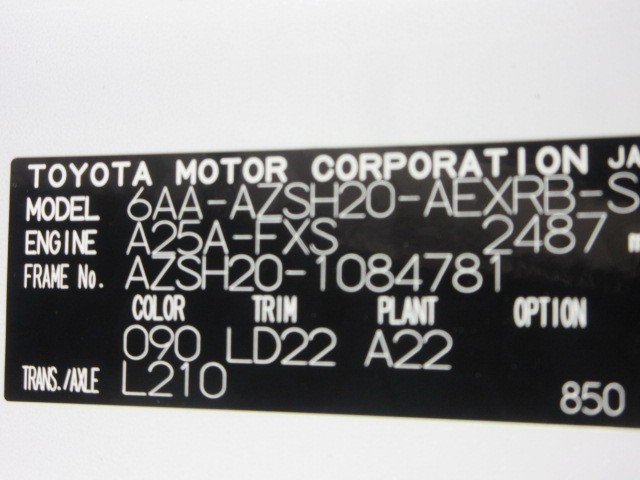 TOYOTA MOTOR CORPORATION JA
MODEL 6AA-AZSH20-AEXRB-S
ENGINE A25A-FXS 2487 m
FRAME No. AZSH20-1084781
COLOR TRIM PLANT OPTION
090 LD22 A22
TRANS./AXLE L210
850